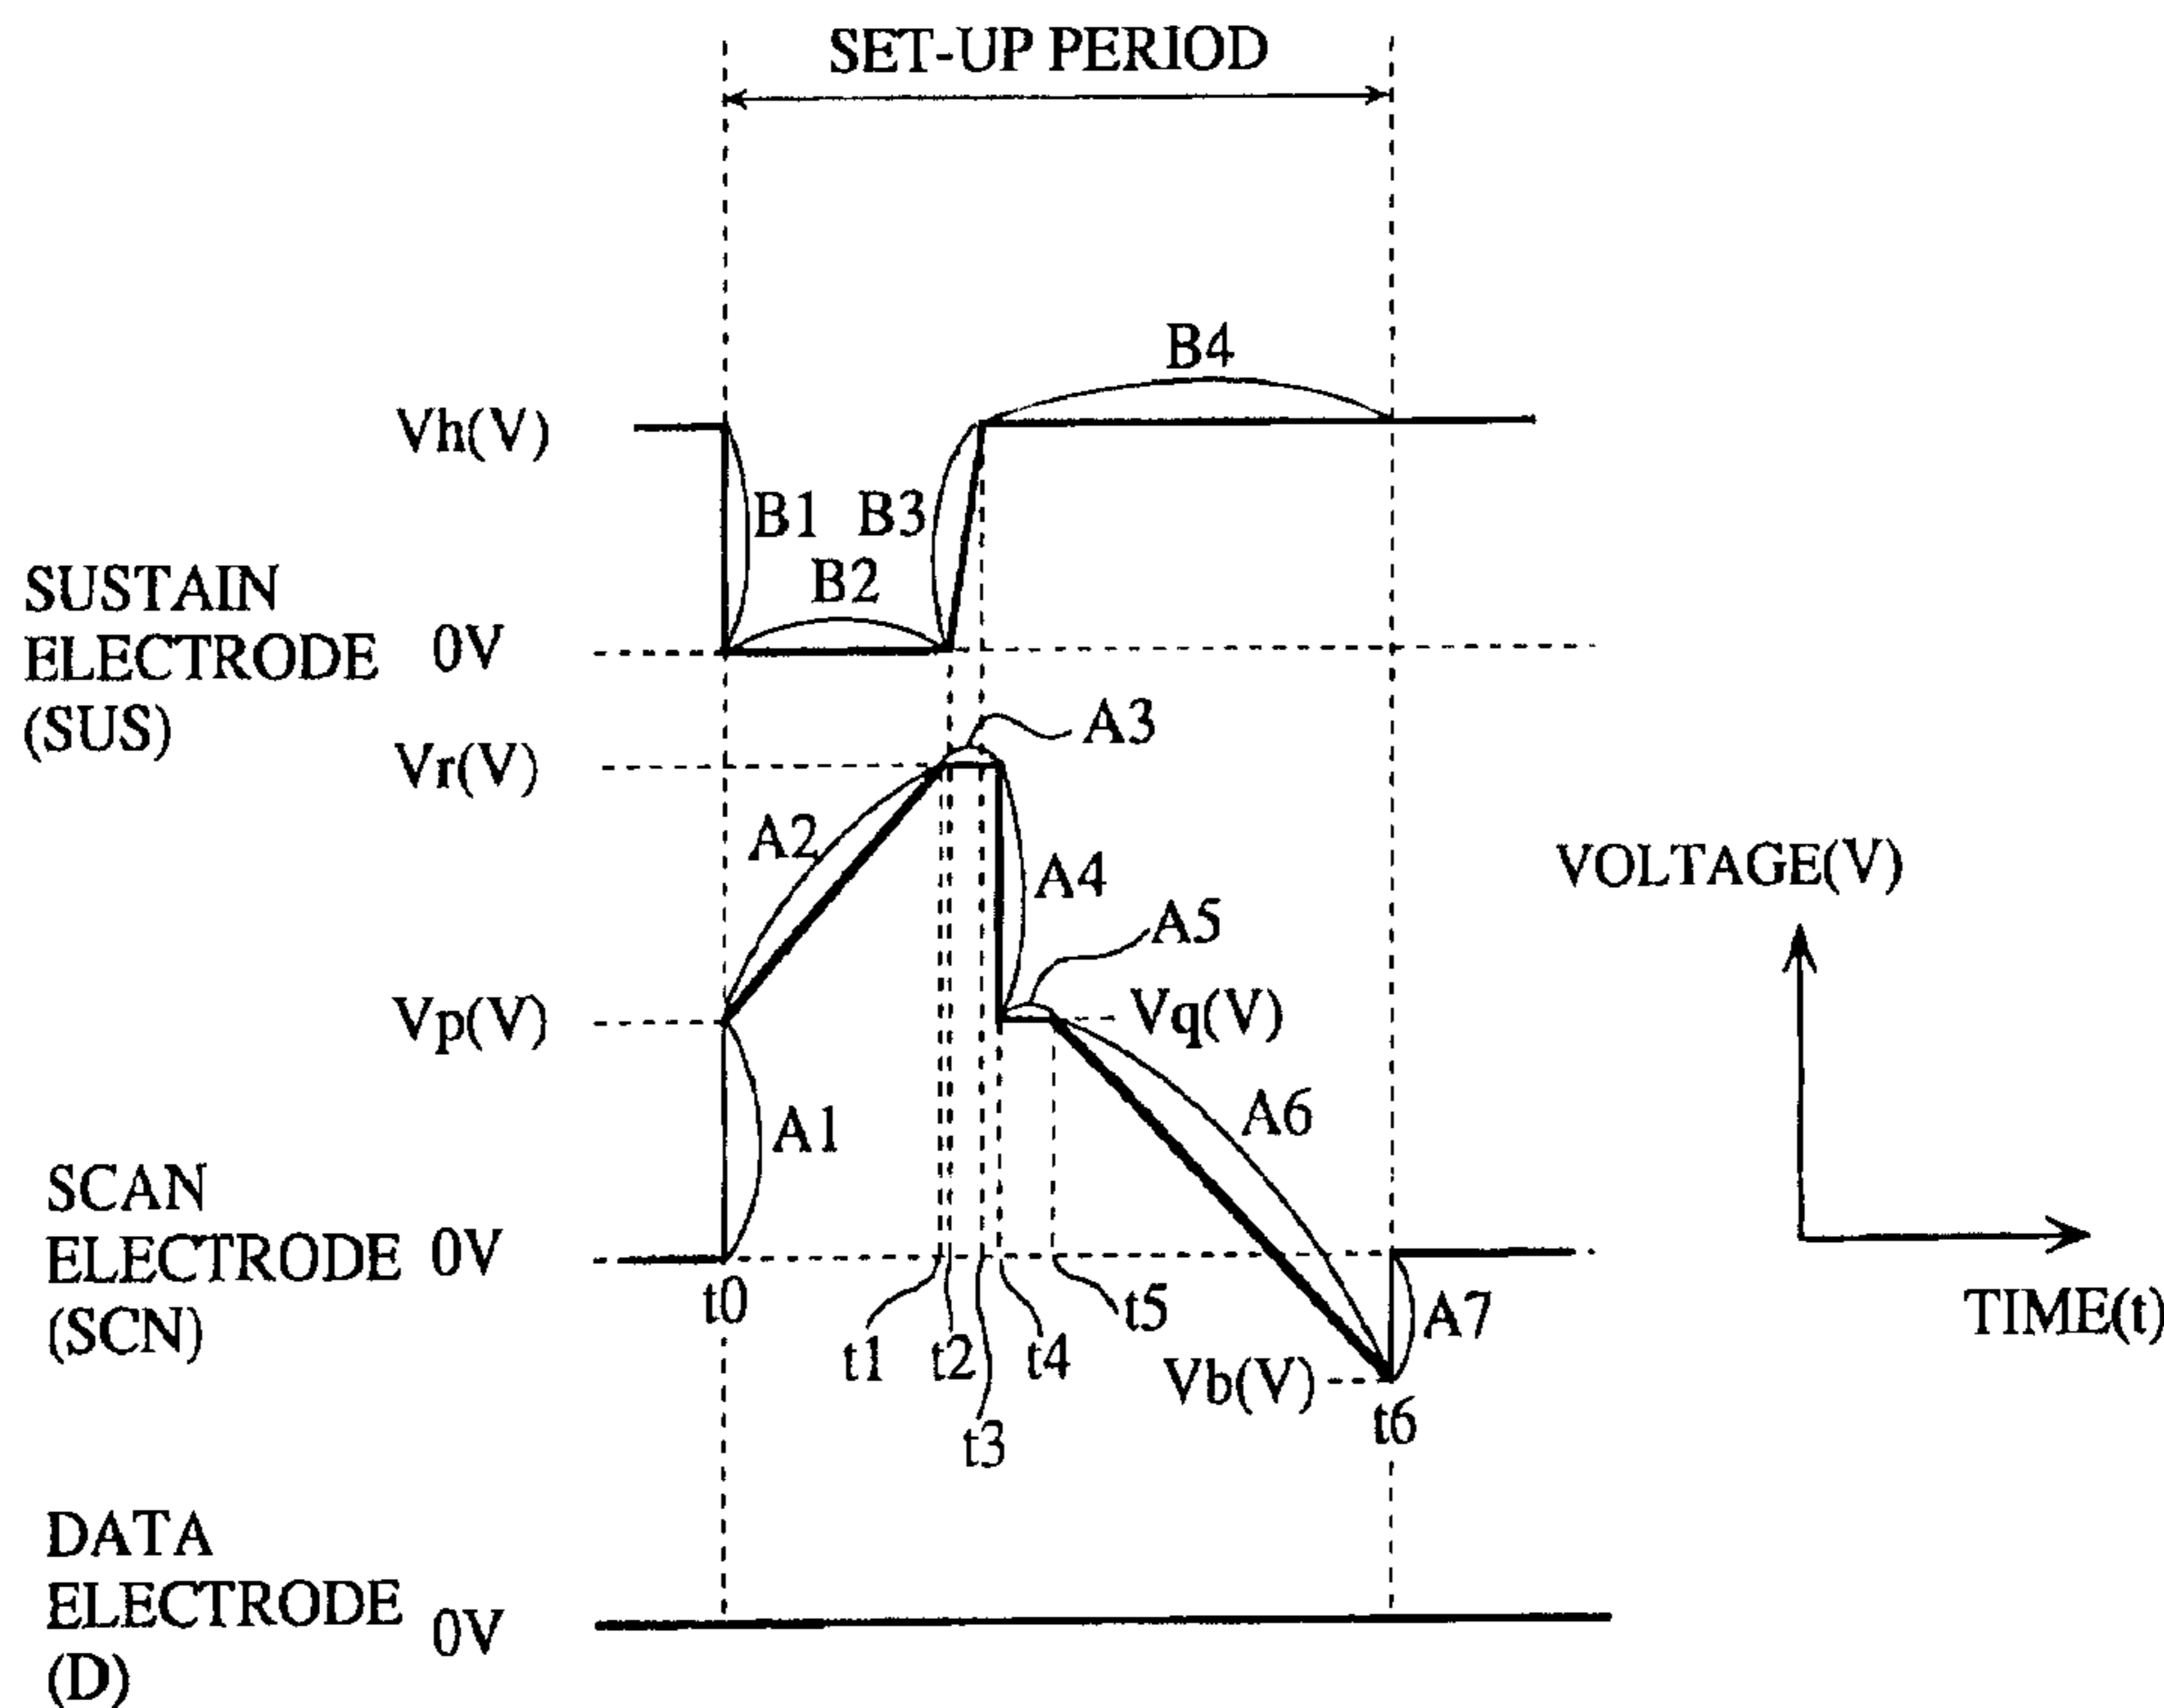 SET-UP PERIOD
B4
Vh(V)
B1
B3
B2
SUSTAIN
ELECTRODE
(SUS)
0V
A3
Vr(V)
A2
A4
A5
VOLTAGE(V)
Vp(V)
Vq(V)
A1
A6
SCAN
ELECTRODE
(SCN)
0V
t0
t1
t2
t3
t4
t5
A7
TIME(t)
Vb(V)
t6
DATA
ELECTRODE
(D)
0V